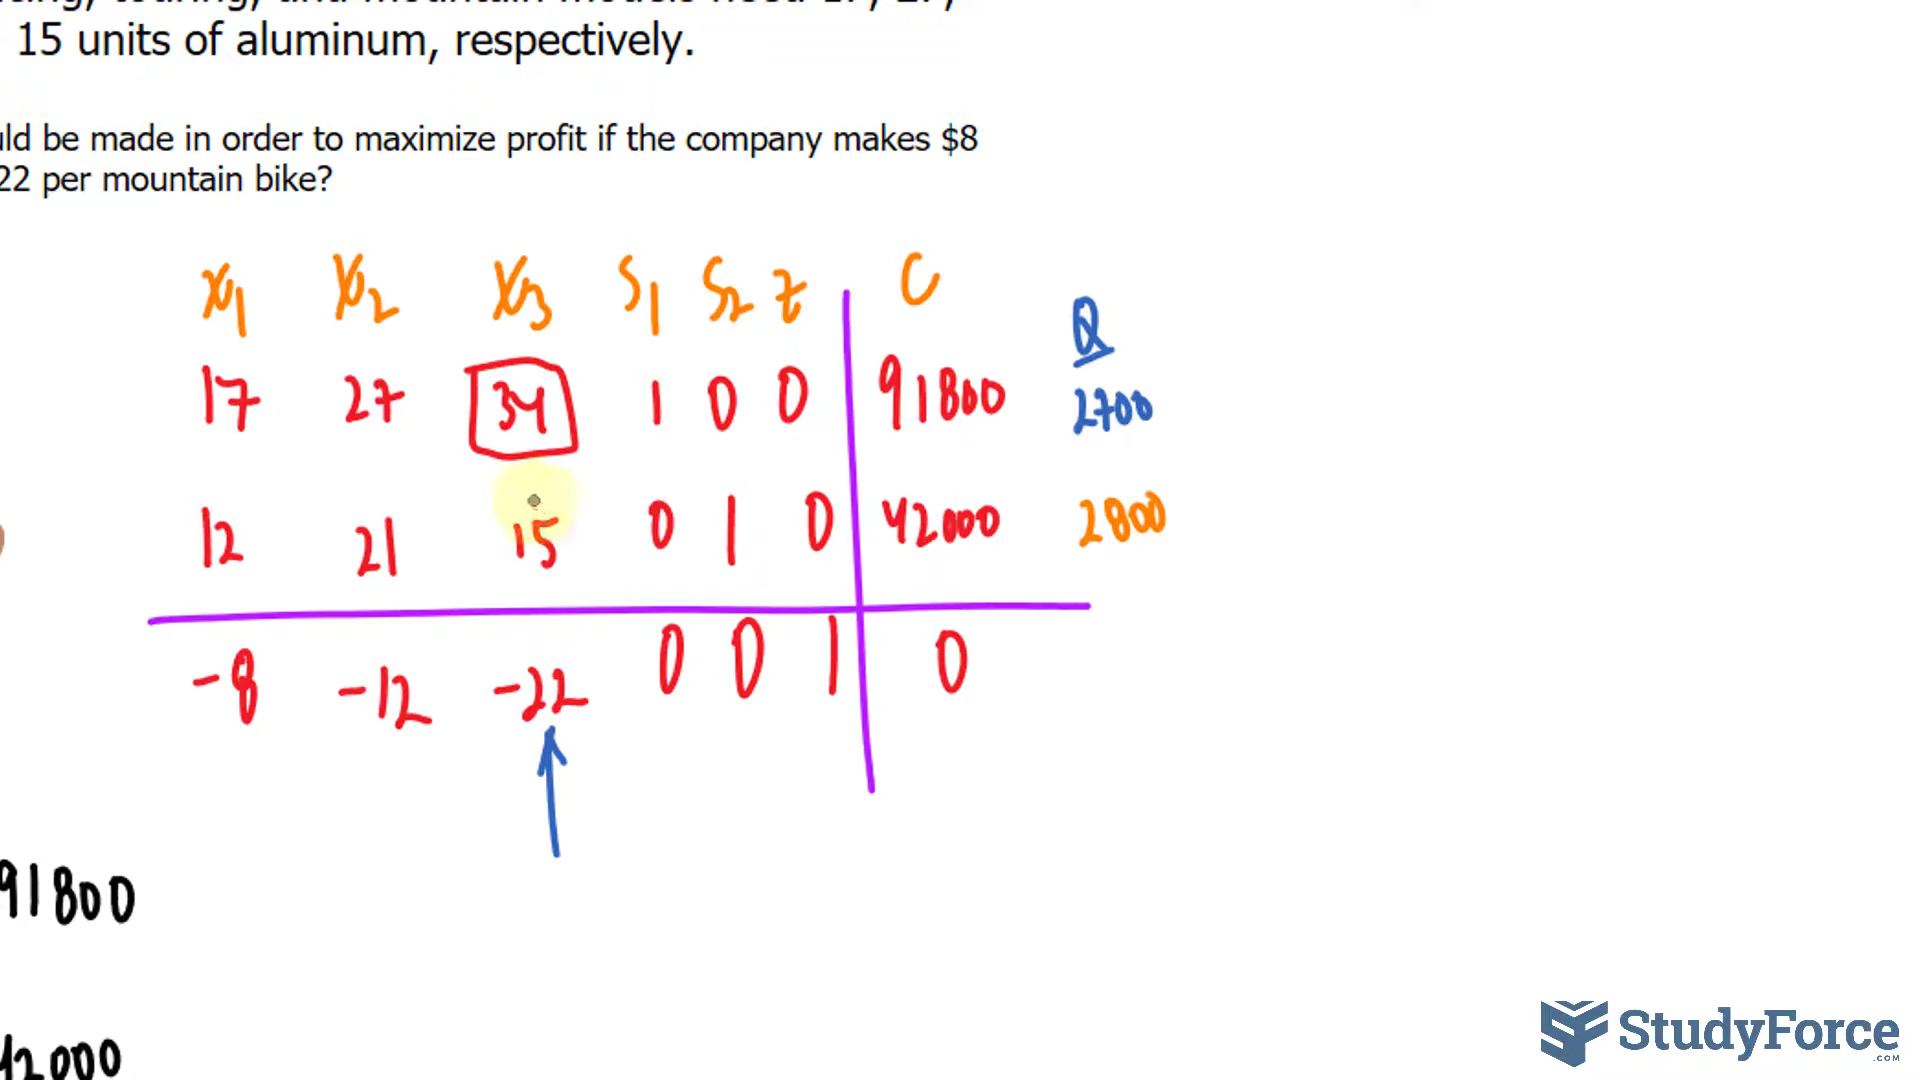 15 units of aluminum, respectively.
uld be made in order to maximize profit if the company makes $8
22 per mountain bike?
x1 x2 x3 S1 S2 z C
Q
17 27 34 1 0 0 91800 2700
12 21 15 0 1 0 42000 2800
-8 -12 -22 0 0 1 0
91800
42000
StudyForce
.COM